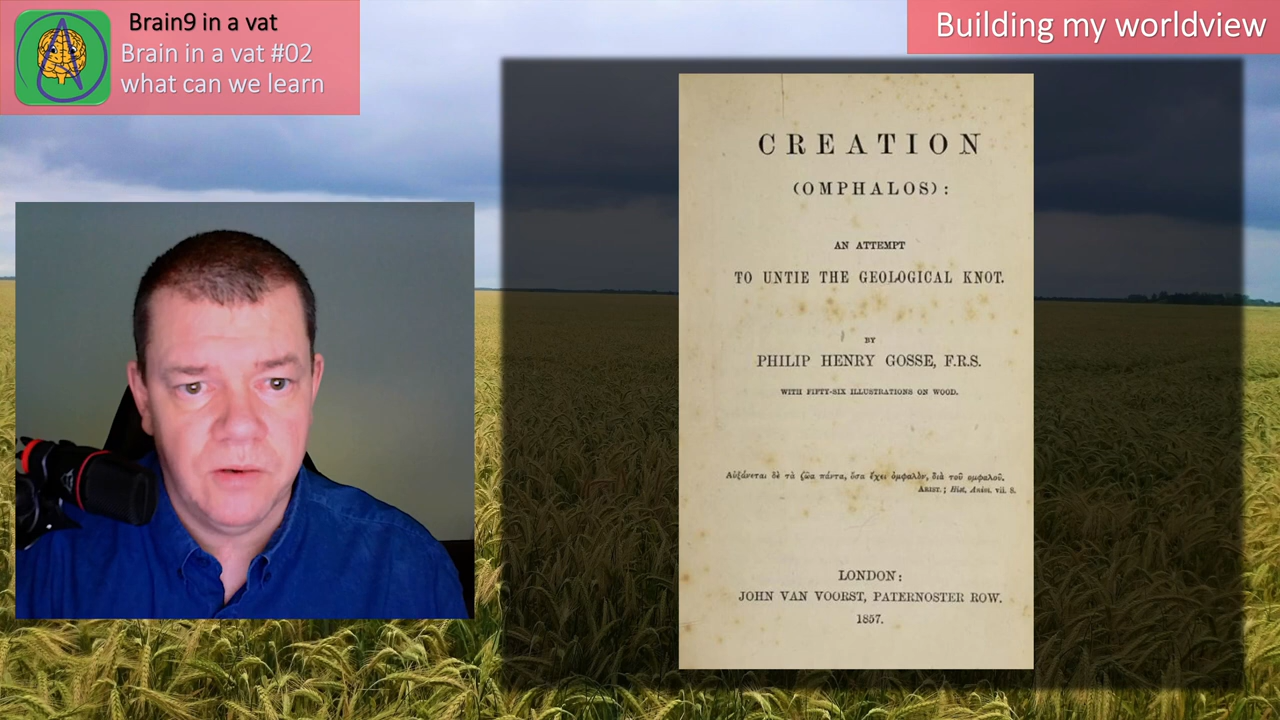 Brain9 in a vat
Brain in a vat #02
what can we learn
Building my worldview
CREATION
(OMPHALOS):
AN ATTEMPT
TO UNTIE THE GEOLOGICAL KNOT.
BY
PHILIP HENRY GOSSE, F.R.S.
WITH FIFTY-SIX ILLUSTRATIONS ON WOOD.
Αὐξάνεται δὲ τὰ ζῶα πάντα, ὅσα ἔχει ὀμφαλὸν, διὰ τοῦ ομφαλοῦ.
ARIST.; Hist. Anim. vii. 8.
LONDON:
JOHN VAN VOORST, PATERNOSTER ROW.
1857.